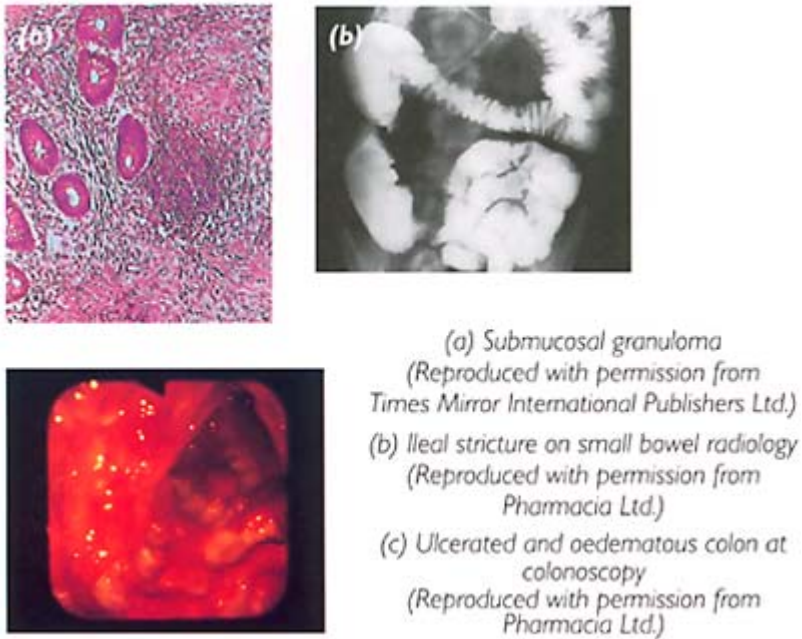 (a)
(b)
(a) Submucosal granuloma
(Reproduced with permission from
Times Mirror International Publishers Ltd.)
(b) Ileal stricture on small bowel radiology
(Reproduced with permission from
Pharmacia Ltd.)
(c) Ulcerated and oedematous colon at
colonoscopy
(Reproduced with permission from
Pharmacia Ltd.)